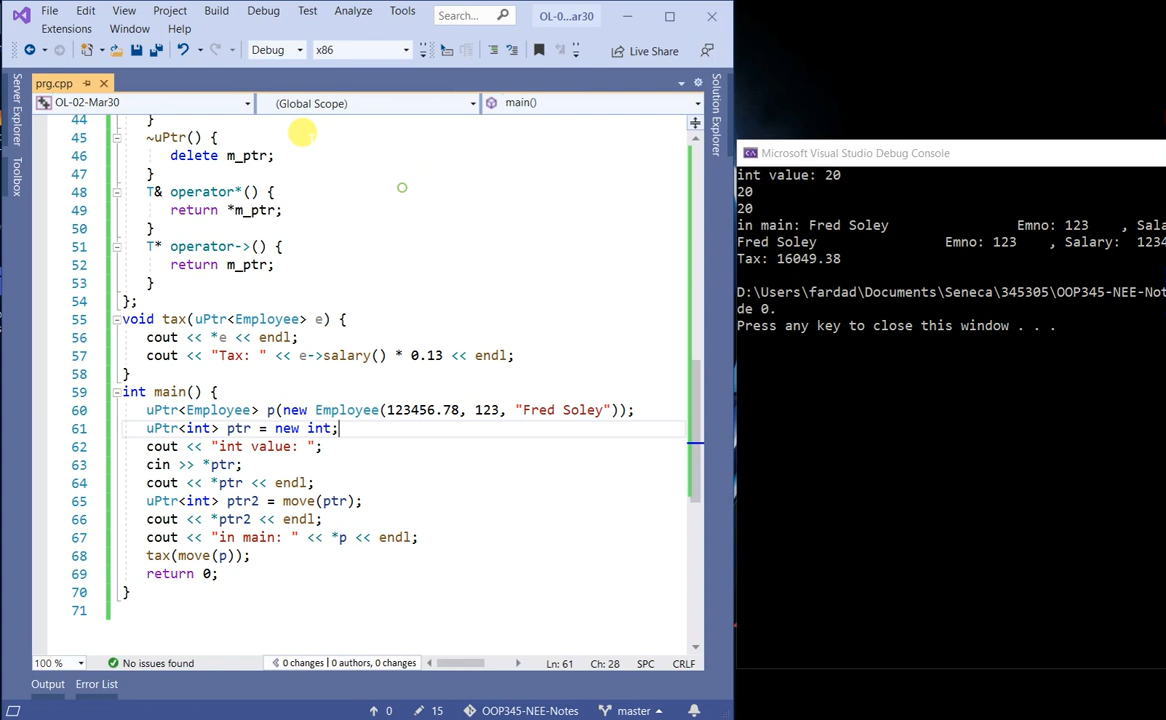 File Edit View Project Build Debug Test Analyze Tools Search... OL-0...ar30
Extensions Window Help
Debug x86 Live Share
prg.cpp
OL-02-Mar30 (Global Scope) main()
Server Explorer
Toolbox
Solution Explorer
44 }
45 ~uPtr() {
46 delete m_ptr;
47 }
48 T& operator*() {
49 return *m_ptr;
50 }
51 T* operator->() {
52 return m_ptr;
53 }
54 };
55 void tax(uPtr<Employee> e) {
56 cout << *e << endl;
57 cout << "Tax: " << e->salary() * 0.13 << endl;
58 }
59 int main() {
60 uPtr<Employee> p(new Employee(123456.78, 123, "Fred Soley"));
61 uPtr<int> ptr = new int;
62 cout << "int value: ";
63 cin >> *ptr;
64 cout << *ptr << endl;
65 uPtr<int> ptr2 = move(ptr);
66 cout << *ptr2 << endl;
67 cout << "in main: " << *p << endl;
68 tax(move(p));
69 return 0;
70 }
71
100 % No issues found 0 changes | 0 authors, 0 changes Ln: 61 Ch: 28 SPC CRLF
Output Error List
0 15 OOP345-NEE-Notes master
Microsoft Visual Studio Debug Console
int value: 20
20
20
in main: Fred Soley Emno: 123 , Sala
Fred Soley Emno: 123 , Salary: 1234
Tax: 16049.38
D:\Users\fardad\Documents\Seneca\345305\OOP345-NEE-Not
de 0.
Press any key to close this window . . .